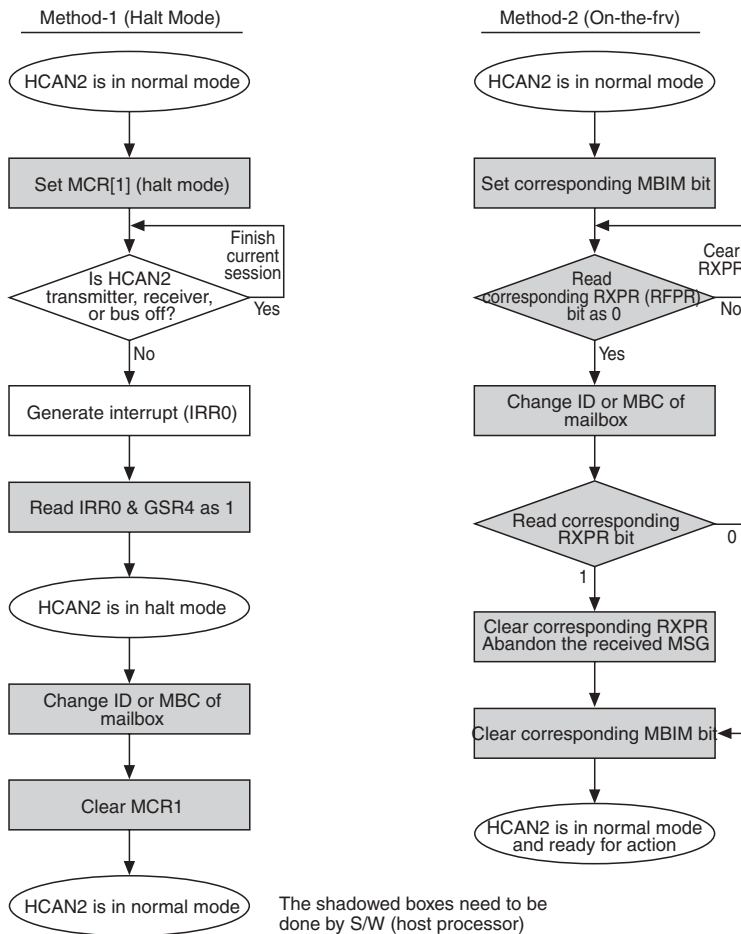 Method-1 (Halt Mode)
HCAN2 is in normal mode
Set MCR[1] (halt mode)
Finish
current
session
Is HCAN2
transmitter, receiver,
or bus off?
Yes
No
Generate interrupt (IRR0)
Read IRR0 & GSR4 as 1
HCAN2 is in halt mode
Change ID or MBC of
mailbox
Clear MCR1
HCAN2 is in normal mode
Method-2 (On-the-frv)
HCAN2 is in normal mode
Set corresponding MBIM bit
Cear
RXPR
Read
corresponding RXPR (RFPR)
bit as 0
No
Yes
Change ID or MBC of
mailbox
Read corresponding
RXPR bit
0
1
Clear corresponding RXPR
Abandon the received MSG
Clear corresponding MBIM bit
HCAN2 is in normal mode
and ready for action
The shadowed boxes need to be
done by S/W (host processor)